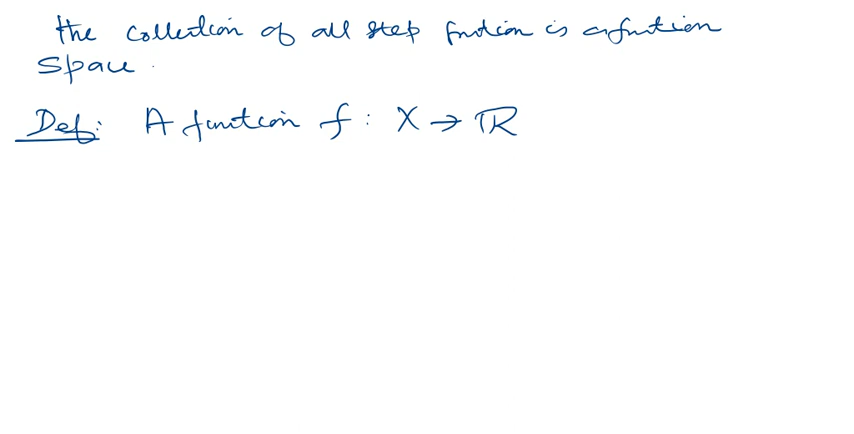 the collection of all step function is a function
space.
Def: A function f: X → ℝ